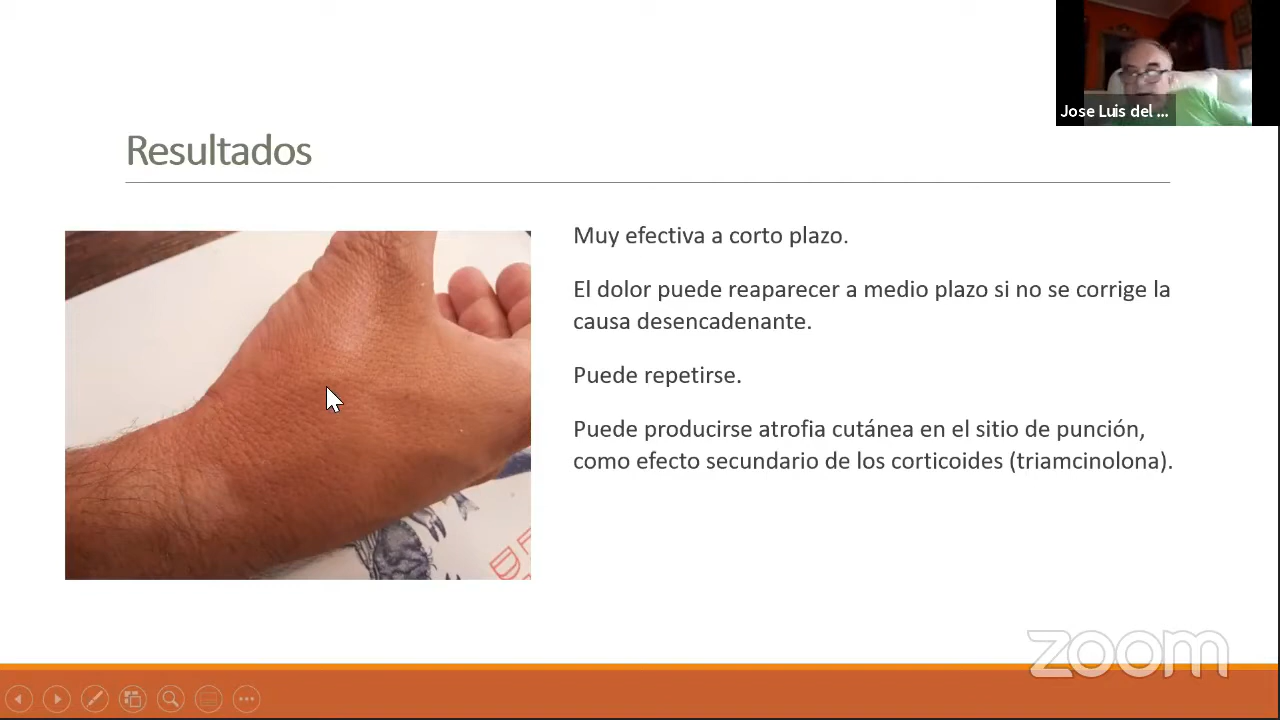 Jose Luis del ...
Resultados
Muy efectiva a corto plazo.
El dolor puede reaparecer a medio plazo si no se corrige la
causa desencadenante.
Puede repetirse.
Puede producirse atrofia cutánea en el sitio de punción,
como efecto secundario de los corticoides (triamcinolona).
zoom